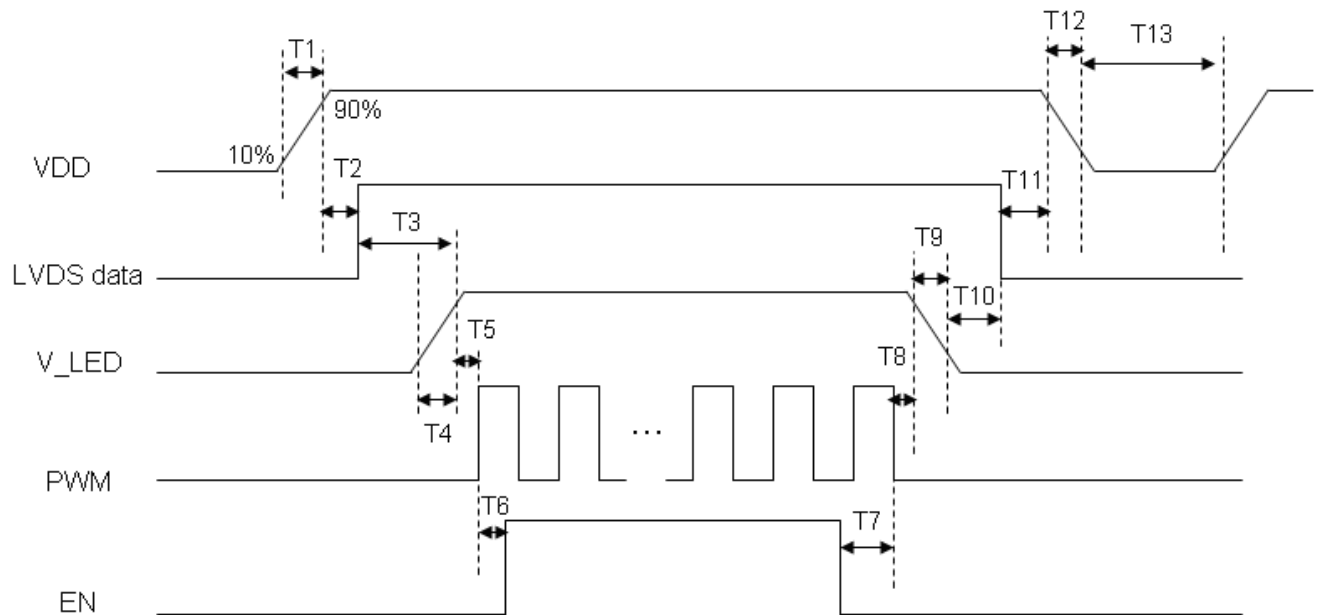 T12
T13
T1
90%
10%
VDD
T2
T11
T3
T9
LVDS data
T10
T5
V_LED
T8
T4
...
PWM
T6
T7
EN